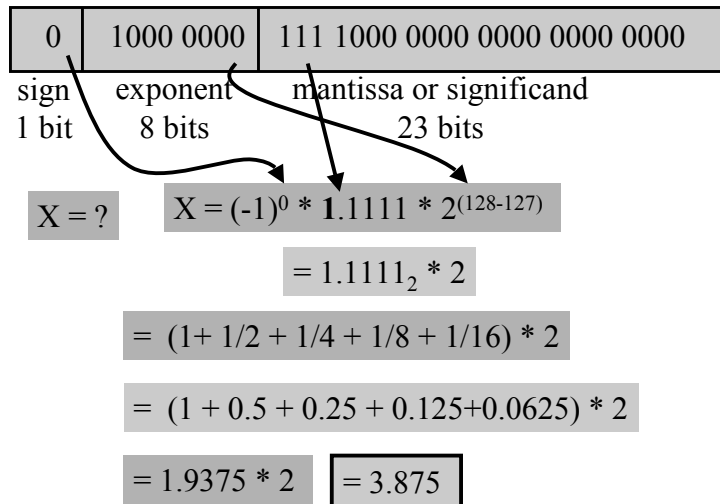 0 1000 0000 111 1000 0000 0000 0000 0000
sign exponent mantissa or significand
1 bit 8 bits 23 bits
X = ? X = (-1)⁰ * 1.1111 * 2⁽¹²⁸⁻¹²⁷⁾
= 1.1111₂ * 2
= (1+ 1/2 + 1/4 + 1/8 + 1/16) * 2
= (1 + 0.5 + 0.25 + 0.125+0.0625) * 2
= 1.9375 * 2 = 3.875